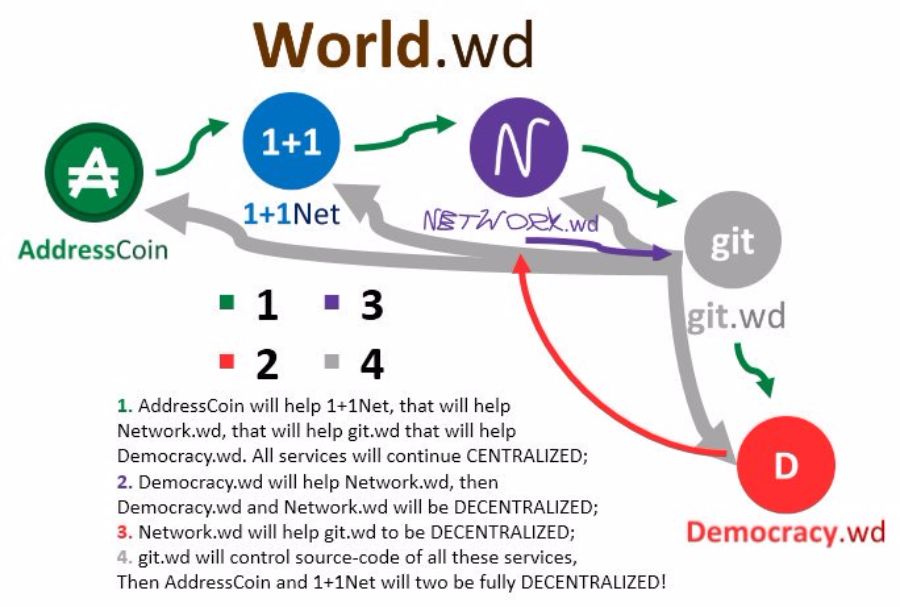 World.wd
1+1
N
1+1Net
NETWORK.wd
git
AddressCoin
git.wd
1 3
2 4
D
Democracy.wd
1. AddressCoin will help 1+1Net, that will help
Network.wd, that will help git.wd that will help
Democracy.wd. All services will continue CENTRALIZED;
2. Democracy.wd will help Network.wd, then
Democracy.wd and Network.wd will be DECENTRALIZED;
3. Network.wd will help git.wd to be DECENTRALIZED;
4. git.wd will control source-code of all these services,
Then AddressCoin and 1+1Net will two be fully DECENTRALIZED!